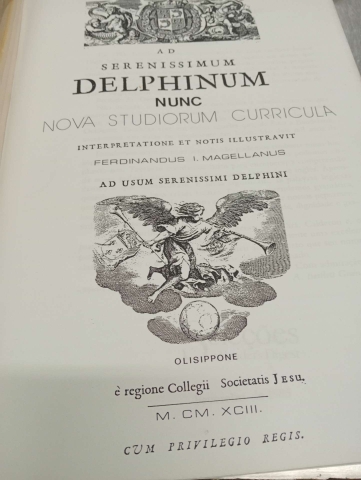 AD
SERENISSIMUM
DELPHINUM
NUNC
NOVA STUDIORUM CURRICULA
INTERPRETATIONE ET NOTIS ILLUSTRAVIT
FERDINANDUS I. MAGELLANUS
AD USUM SERENISSIMI DELPHINI
OLISIPPONE
è regione Collegii Societatis JESU.
M. CM. XCIII.
CUM PRIVILEGIO REGIS.